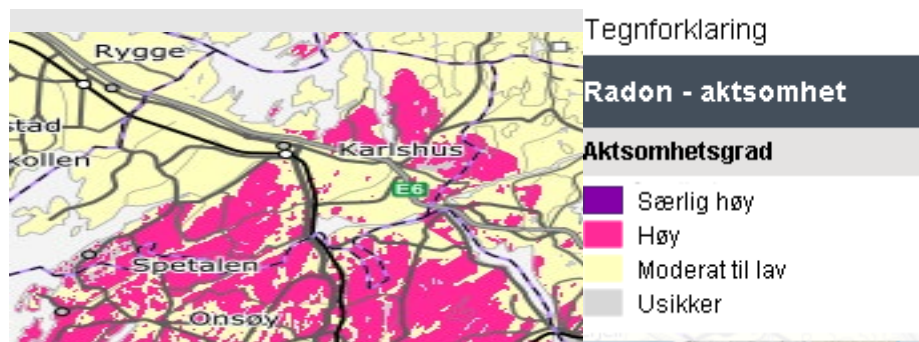 Rygge
stad
kollen
Karlshus
E6
Spetalen
Onsøy
Tegnforklaring
Radon - aktsomhet
Aktsomhetsgrad
Særlig høy
Høy
Moderat til lav
Usikker